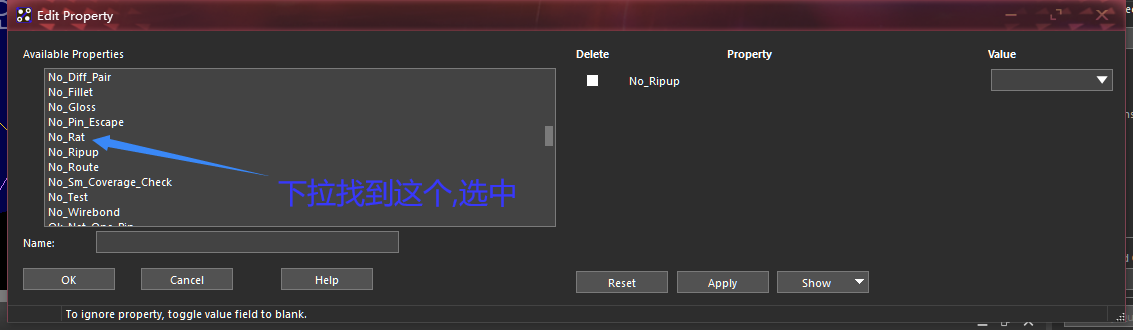 Edit Property
Available Properties
No_Diff_Pair
No_Fillet
No_Gloss
No_Pin_Escape
No_Rat
No_Ripup
No_Route
No_Sm_Coverage_Check
No_Test
No_Wirebond
下拉找到这个,选中
Name:
OK Cancel Help
Delete Property Value
No_Ripup
Reset Apply Show
To ignore property, toggle value field to blank.